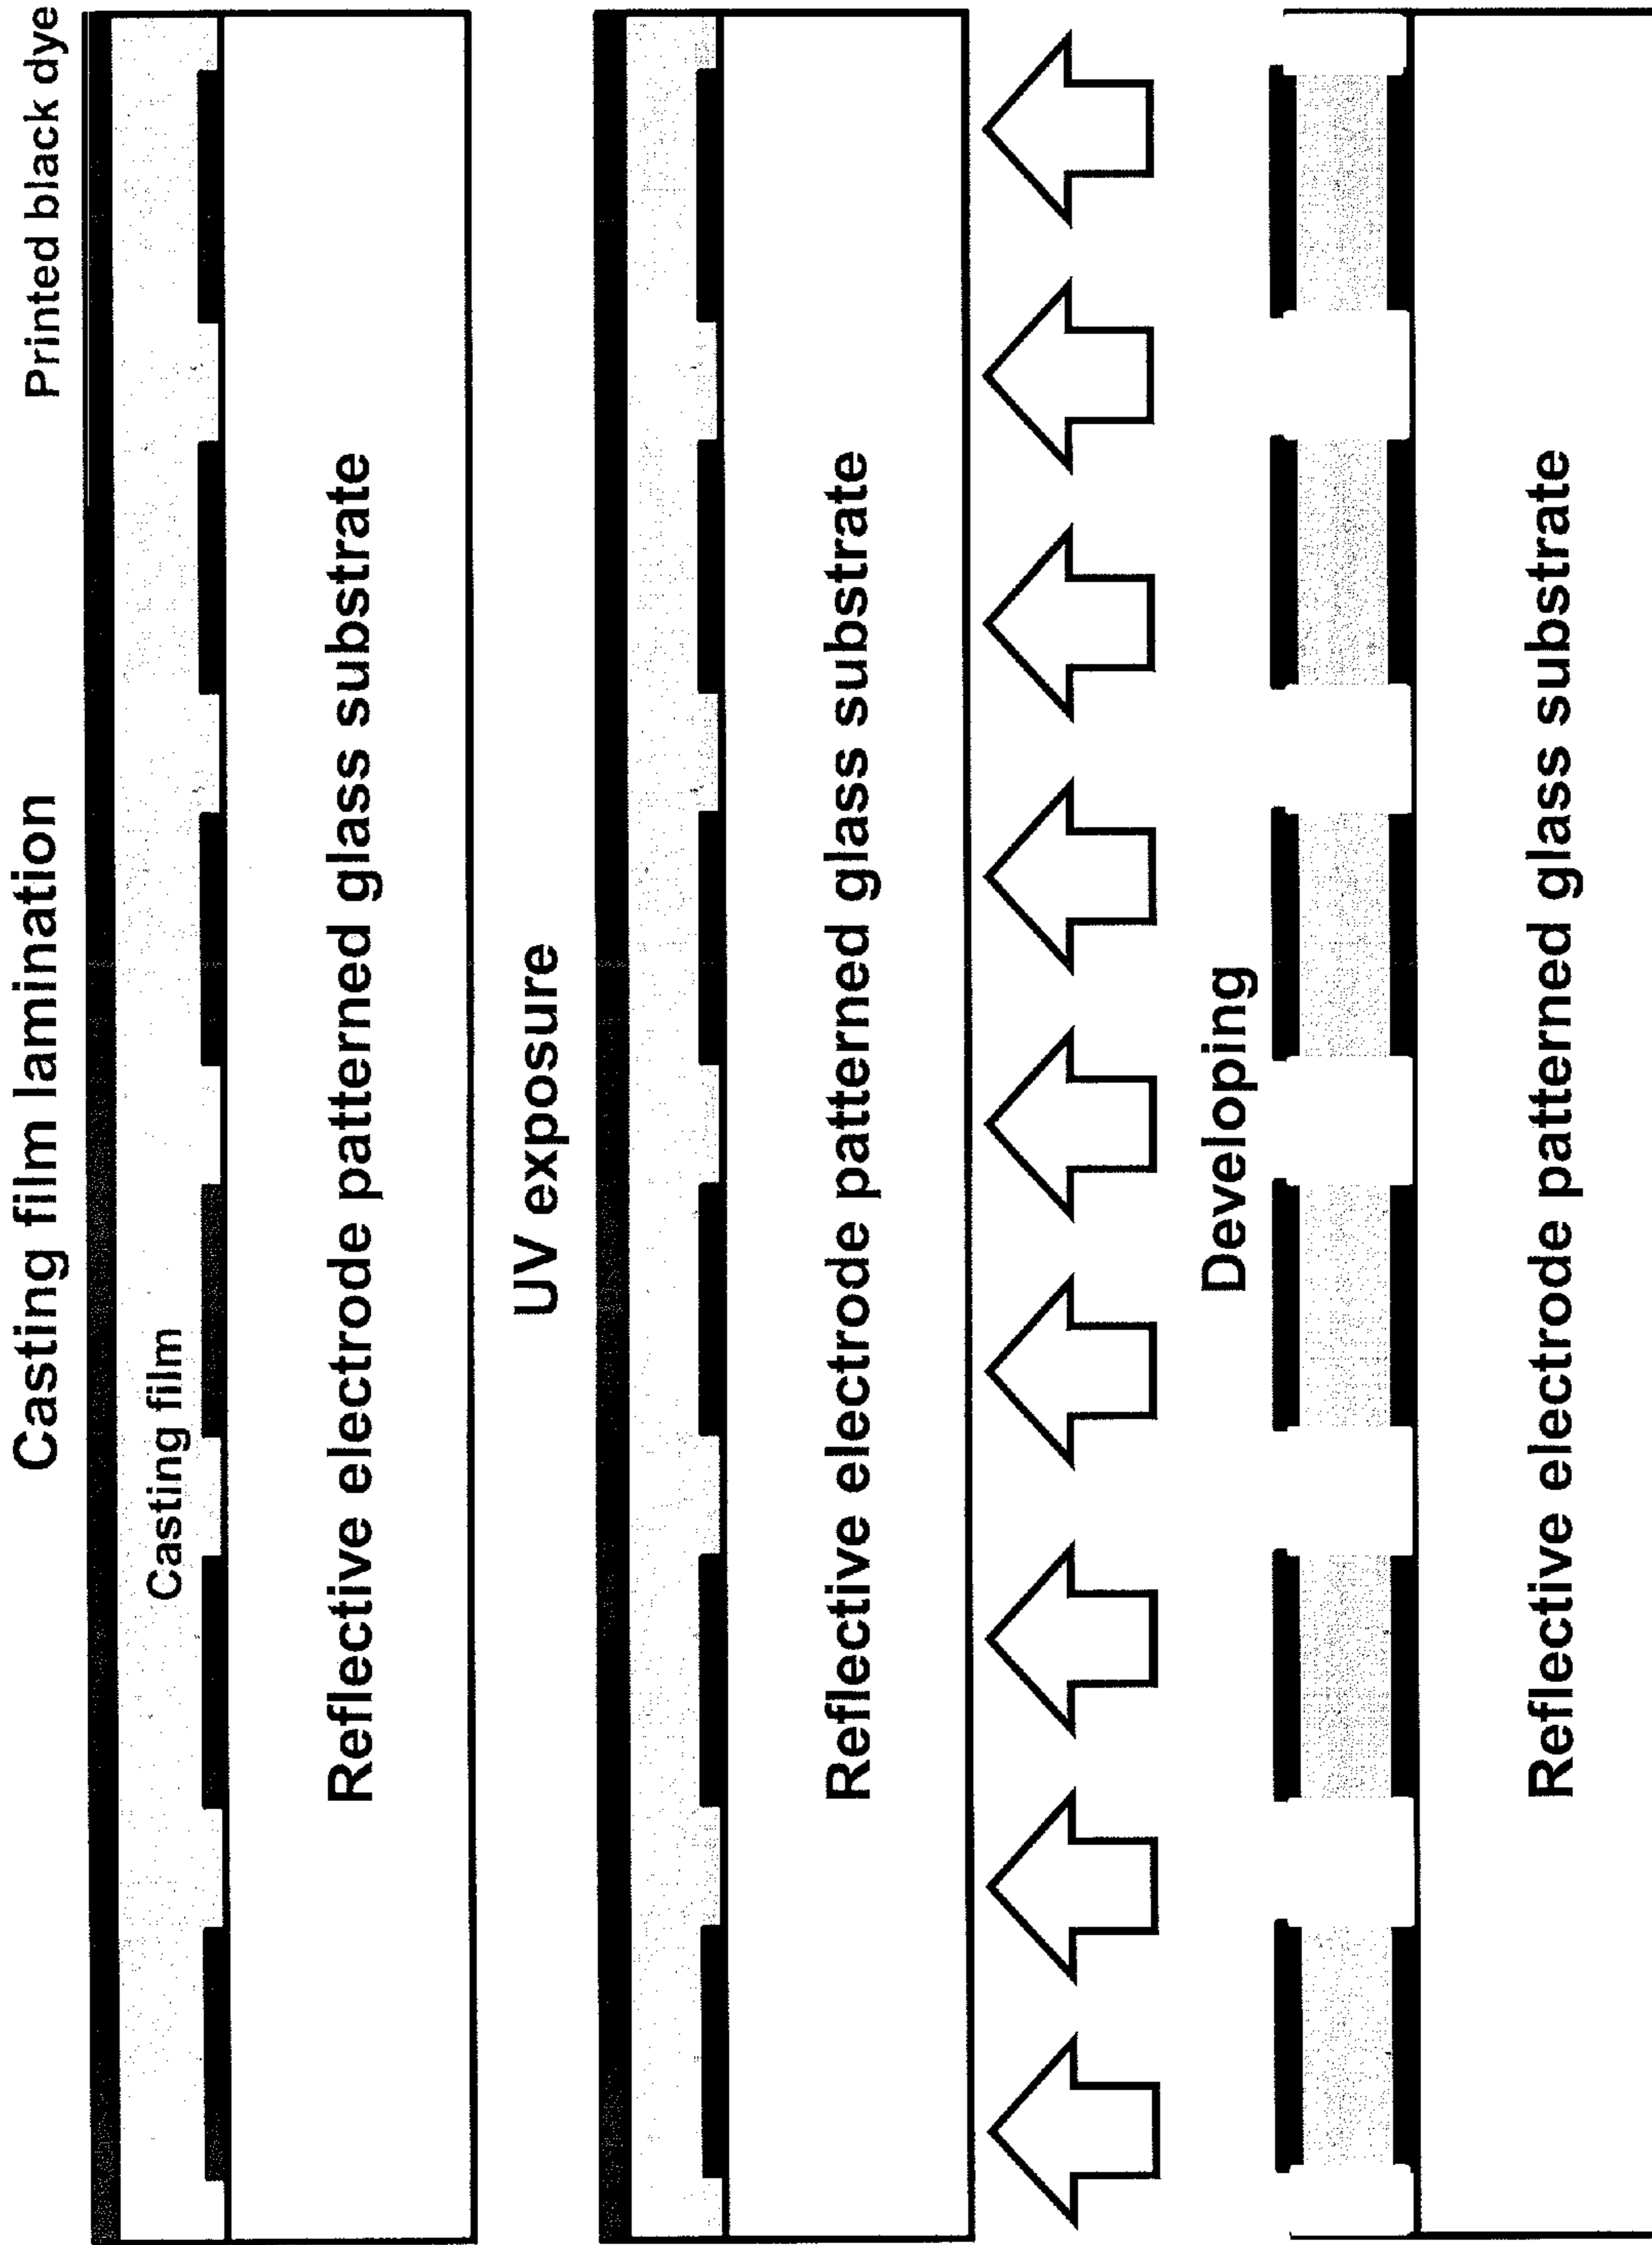 Casting film lamination
Printed black dye
Casting film
Reflective electrode patterned glass substrate
UV exposure
Reflective electrode patterned glass substrate
Developing
Reflective electrode patterned glass substrate